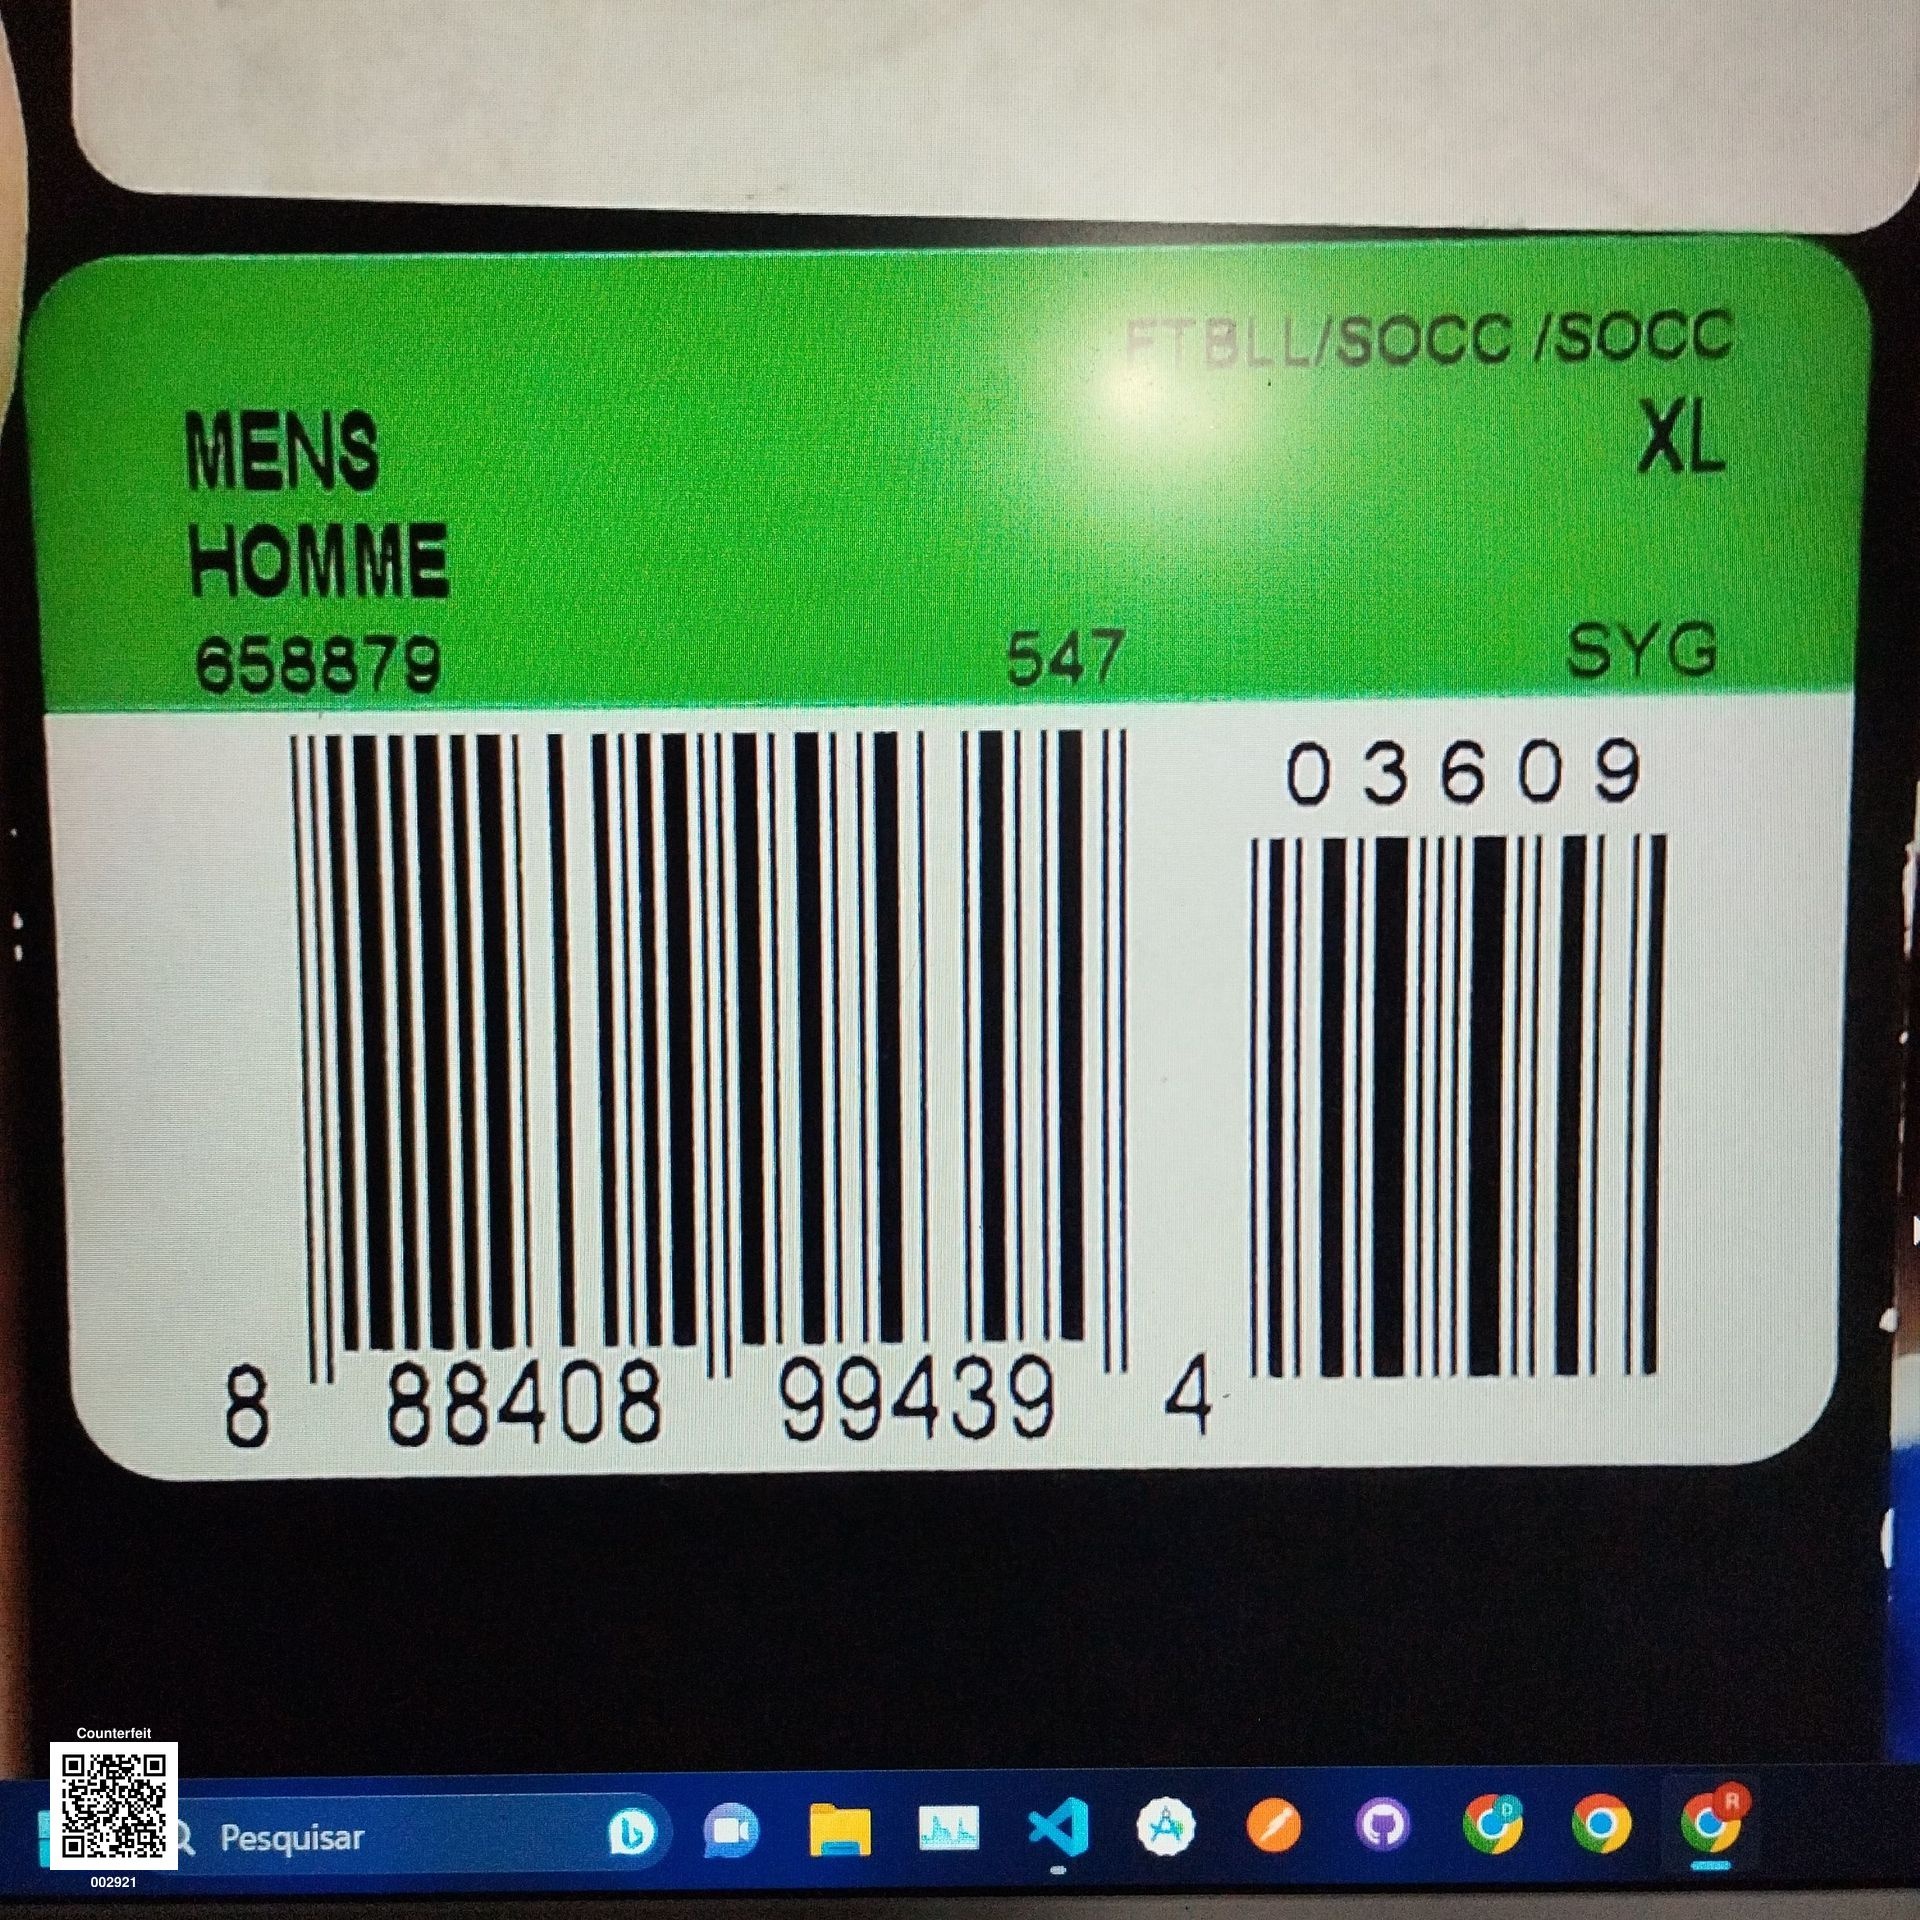 FTBLL/SOCC /SOCC
XL
MENS
HOMME
658879 547 SYG
03609
8 88408 99439 4
Counterfeit
Pesquisar
002921